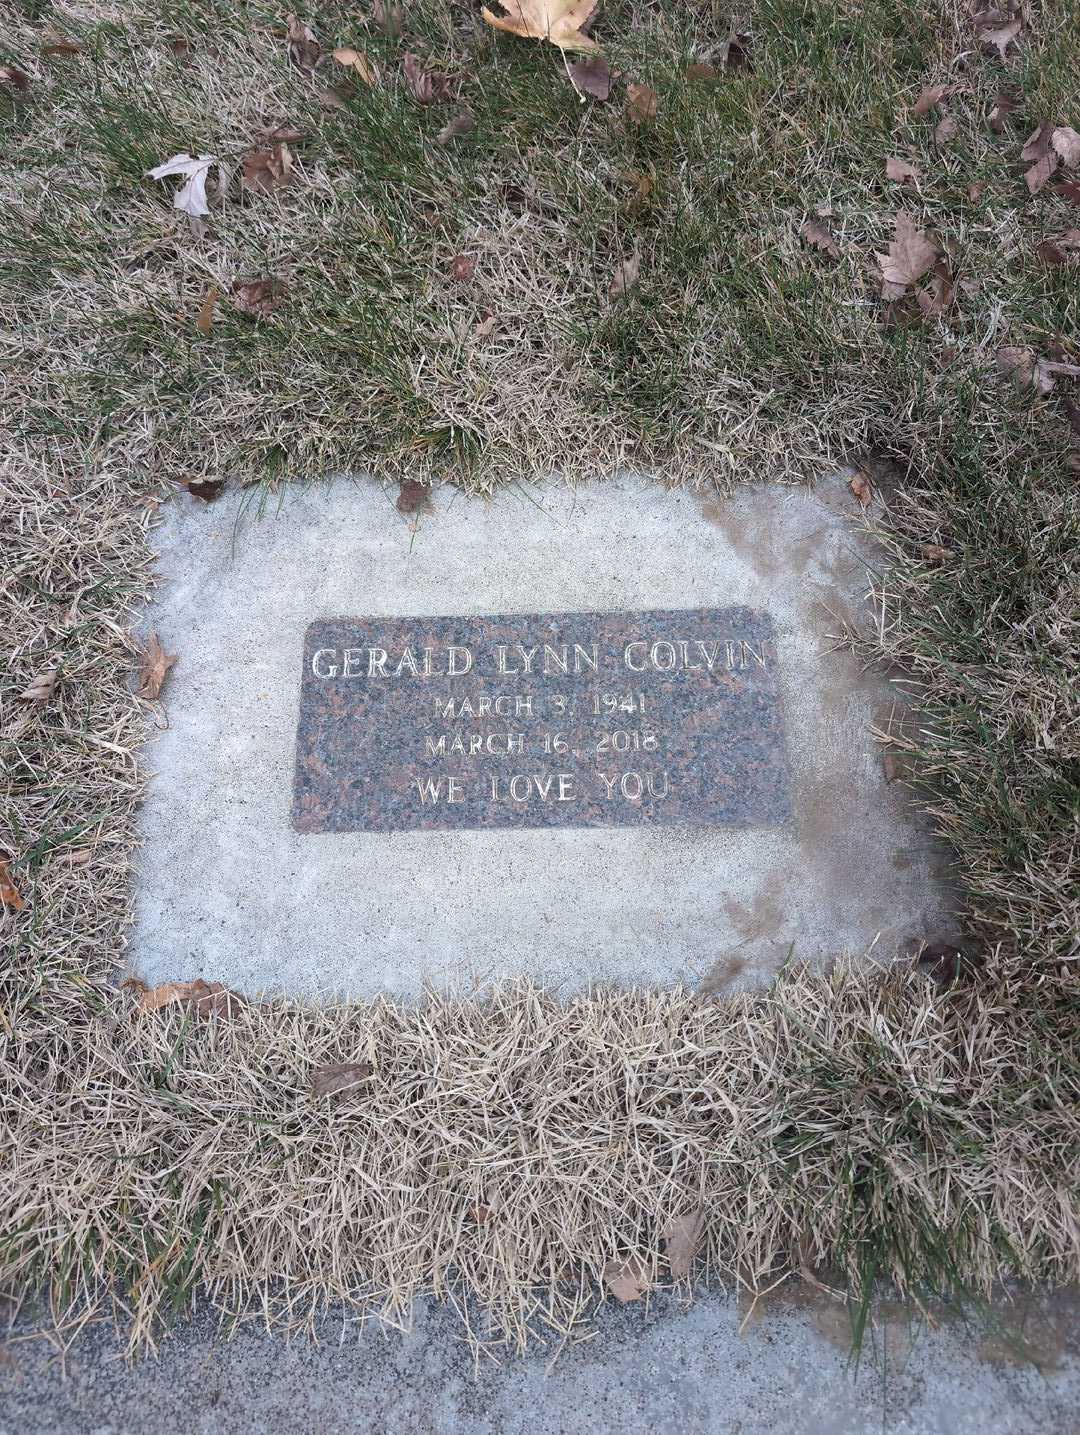 GERALD LYNN COLVIN
MARCH 3, 1941
MARCH 16, 2018
WE LOVE YOU